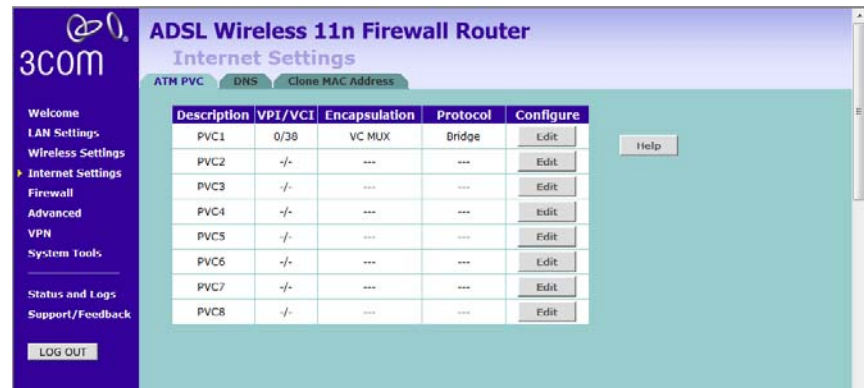 3COM
ADSL Wireless 11n Firewall Router
Internet Settings
ATM PVC DNS Clone MAC Address
Welcome
LAN Settings
Wireless Settings
Internet Settings
Firewall
Advanced
VPN
System Tools
Status and Logs
Support/Feedback
LOG OUT
Description VPI/VCI Encapsulation Protocol Configure
PVC1 0/38 VC MUX Bridge Edit
PVC2 -/- --- --- Edit
PVC3 -/- --- --- Edit
PVC4 -/- --- --- Edit
PVC5 -/- --- --- Edit
PVC6 -/- --- --- Edit
PVC7 -/- --- --- Edit
PVC8 -/- --- --- Edit
Help